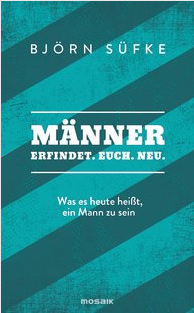 BJÖRN SÜFKE
MÄNNER
ERFINDET. EUCH. NEU.
Was es heute heißt,
ein Mann zu sein
mosaik